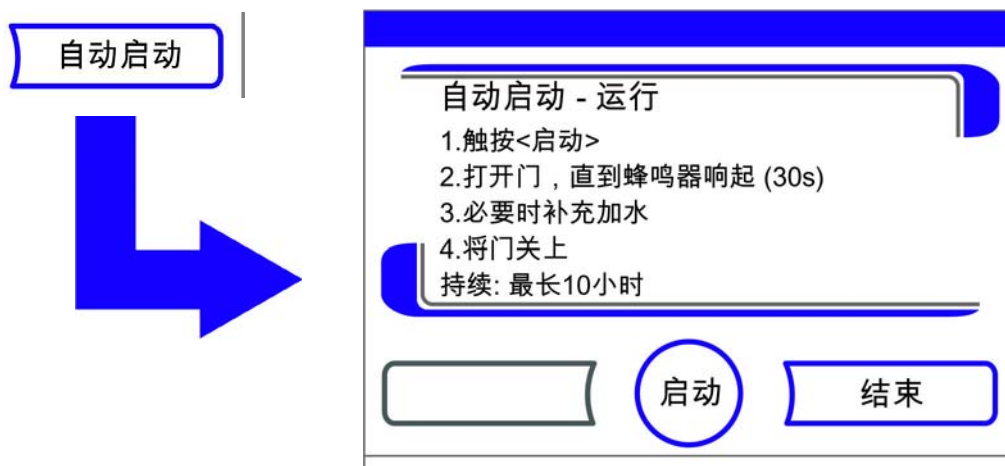 自动启动
自动启动 - 运行
1.触按<启动>
2.打开门，直到蜂鸣器响起 (30s)
3.必要时补充加水
4.将门关上
持续: 最长10小时
启动
结束